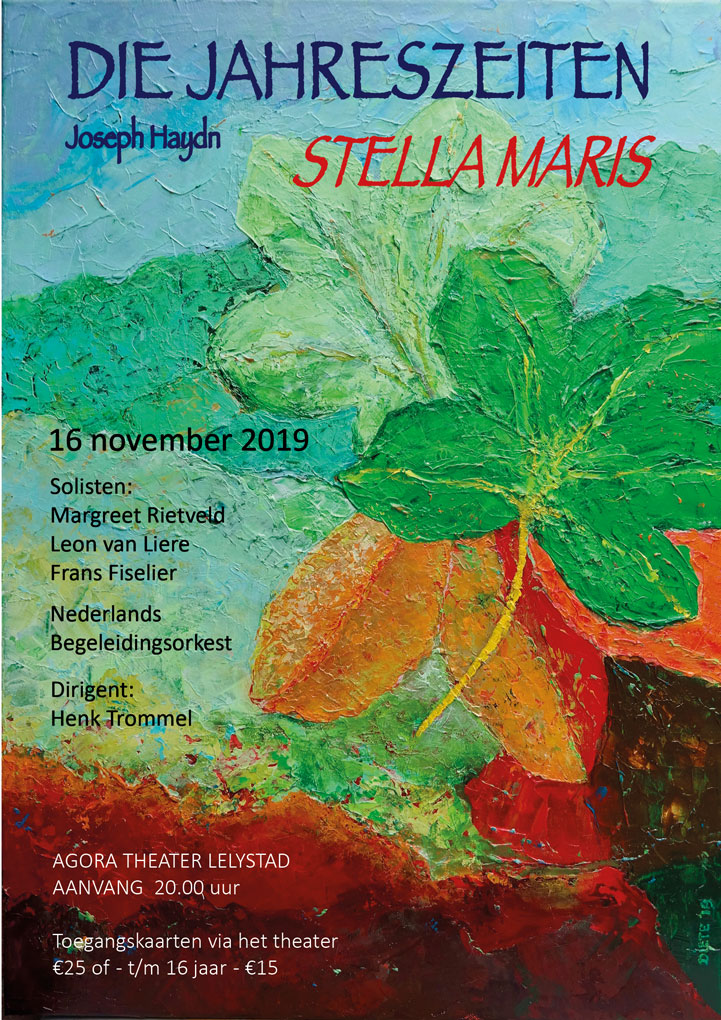 DIE JAHRESZEITEN
Joseph Haydn
STELLA MARIS
16 november 2019
Solisten:
Margreet Rietveld
Leon van Liere
Frans Fiselier
Nederlands
Begeleidingsorkest
Dirigent:
Henk Trommel
AGORA THEATER LELYSTAD
AANVANG 20.00 uur
Toegangskaarten via het theater
€25 of - t/m 16 jaar - €15